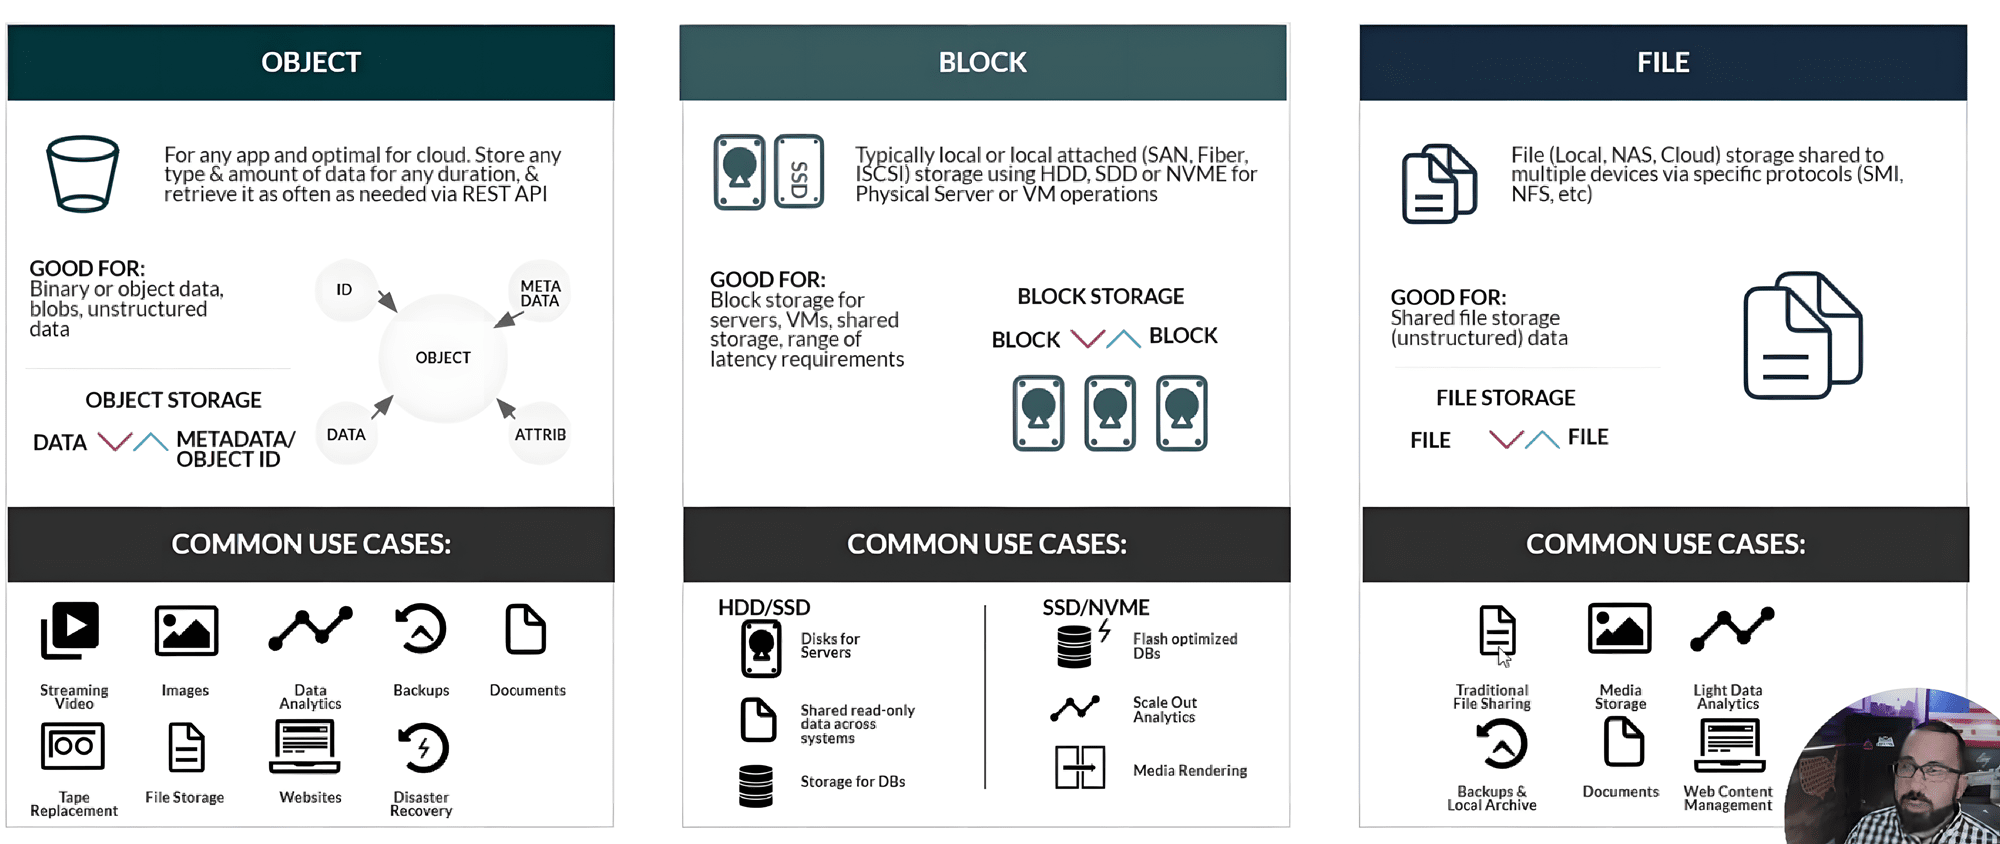 OBJECT
For any app and optimal for cloud. Store any
type & amount of data for any duration, &
retrieve it as often as needed via REST API
GOOD FOR:
Binary or object data,
blobs, unstructured
data
ID
META
DATA
OBJECT
DATA
ATTRIB
OBJECT STORAGE
DATA
METADATA/
OBJECT ID
COMMON USE CASES:
Streaming
Video
Images
Data
Analytics
Backups
Documents
Tape
Replacement
File Storage
Websites
Disaster
Recovery
BLOCK
SSD
Typically local or local attached (SAN, Fiber,
ISCSI) storage using HDD, SDD or NVME for
Physical Server or VM operations
GOOD FOR:
Block storage for
servers, VMs, shared
storage, range of
latency requirements
BLOCK STORAGE
BLOCK
BLOCK
COMMON USE CASES:
HDD/SSD
Disks for
Servers
Shared read-only
data across
systems
Storage for DBs
SSD/NVME
Flash optimized
DBs
Scale Out
Analytics
Media Rendering
FILE
File (Local, NAS, Cloud) storage shared to
multiple devices via specific protocols (SMI,
NFS, etc)
GOOD FOR:
Shared file storage
(unstructured) data
FILE STORAGE
FILE
FILE
COMMON USE CASES:
Traditional
File Sharing
Media
Storage
Light Data
Analytics
Backups &
Local Archive
Documents
Web Content
Management